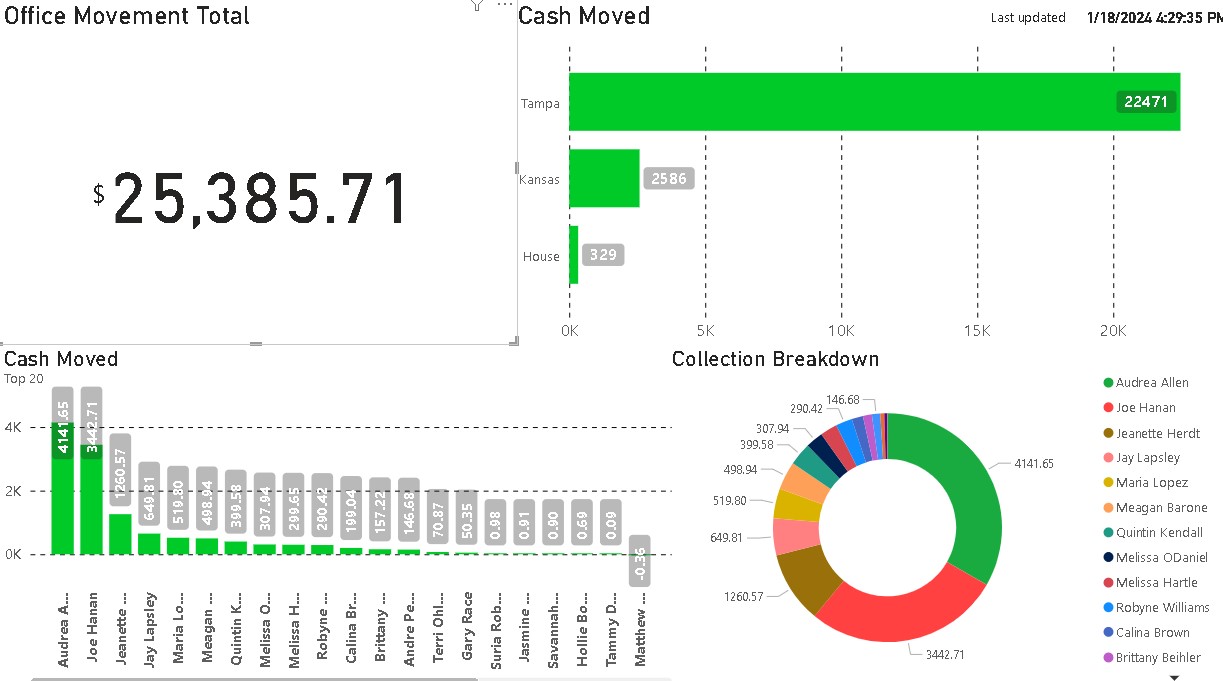 Office Movement Total
$25,385.71
Cash Moved
Last updated 1/18/2024 4:29:35 PM
Tampa
22471
Kansas
2586
House
329
0K 5K 10K 15K 20K
Cash Moved
Top 20
4K
2K
0K
4141.65
3442.71
1260.57
649.81
519.80
498.94
399.58
307.94
299.65
290.42
199.04
157.22
146.68
70.87
50.35
0.98
0.91
0.90
0.69
0.09
-0.36
Audrea A...
Joe Hanan
Jeanette ...
Jay Lapsley
Maria Lo...
Meagan ...
Quintin K...
Melissa O...
Melissa H...
Robyne ...
Calina Br...
Brittany ...
Andre Pe...
Terri Ohl...
Gary Race
Suria Rob...
Jasmine ...
Savannah...
Hollie Bo...
Tammy D...
Matthew ...
Collection Breakdown
146.68
290.42
307.94
399.58
498.94
519.80
649.81
1260.57
3442.71
4141.65
Audrea Allen
Joe Hanan
Jeanette Herdt
Jay Lapsley
Maria Lopez
Meagan Barone
Quintin Kendall
Melissa ODaniel
Melissa Hartle
Robyne Williams
Calina Brown
Brittany Beihler